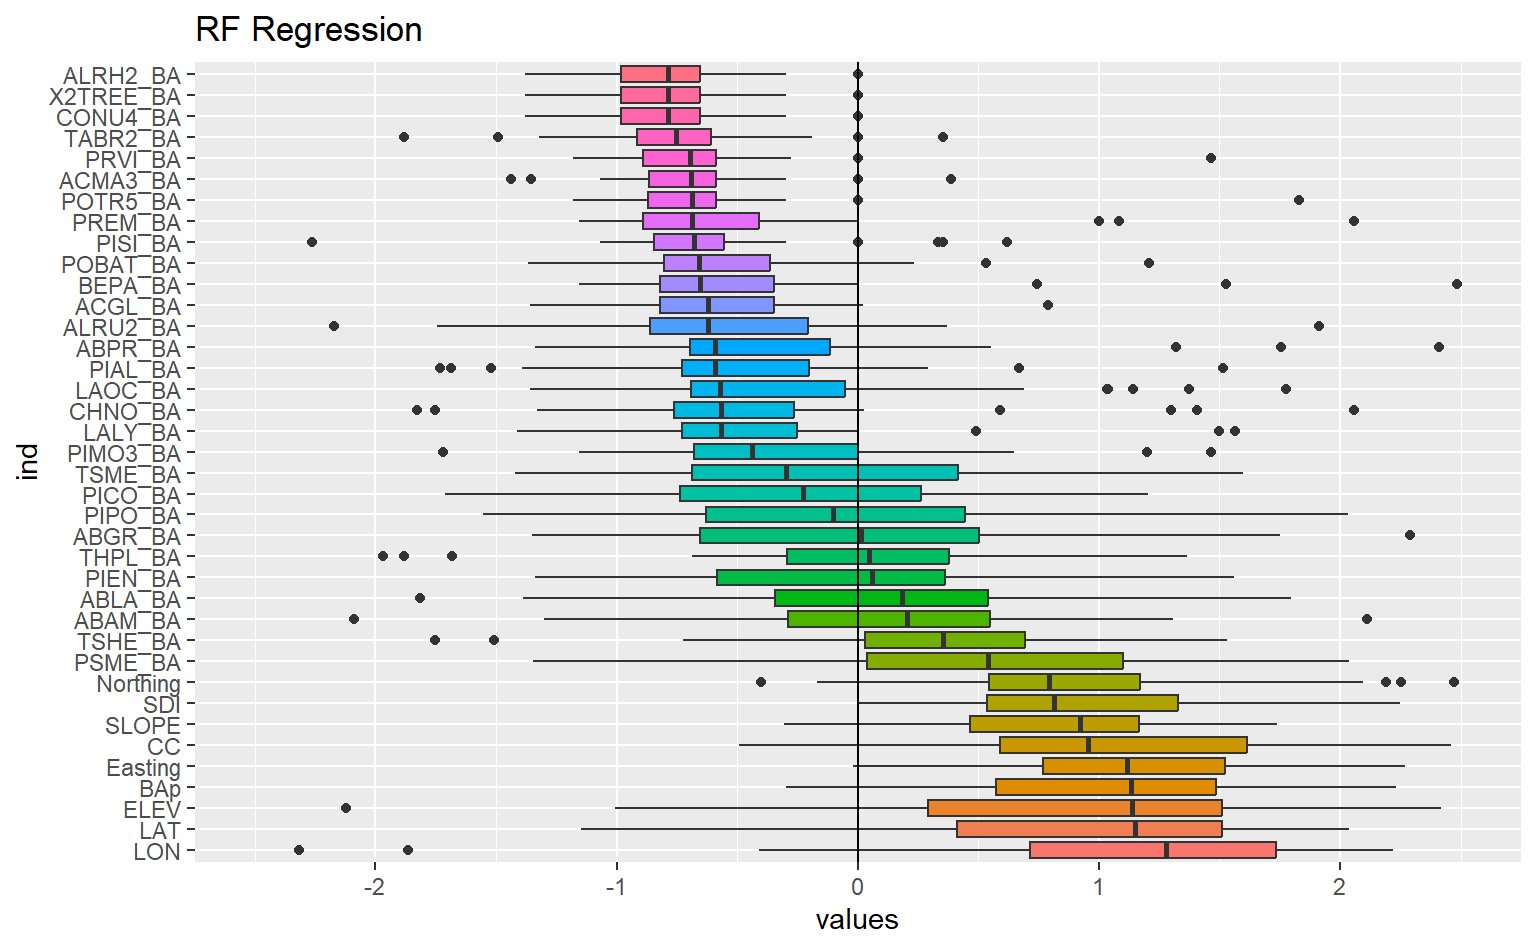 RF Regression
ind
ALRH2_BA
X2TREE_BA
CONU4_BA
TABR2_BA
PRVI_BA
ACMA3_BA
POTR5_BA
PREM_BA
PISI_BA
POBAT_BA
BEPA_BA
ACGL_BA
ALRU2_BA
ABPR_BA
PIAL_BA
LAOC_BA
CHNO_BA
LALY_BA
PIMO3_BA
TSME_BA
PICO_BA
PIPO_BA
ABGR_BA
THPL_BA
PIEN_BA
ABLA_BA
ABAM_BA
TSHE_BA
PSME_BA
Northing
SDI
SLOPE
CC
Easting
BAp
ELEV
LAT
LON
-2 -1 0 1 2
values